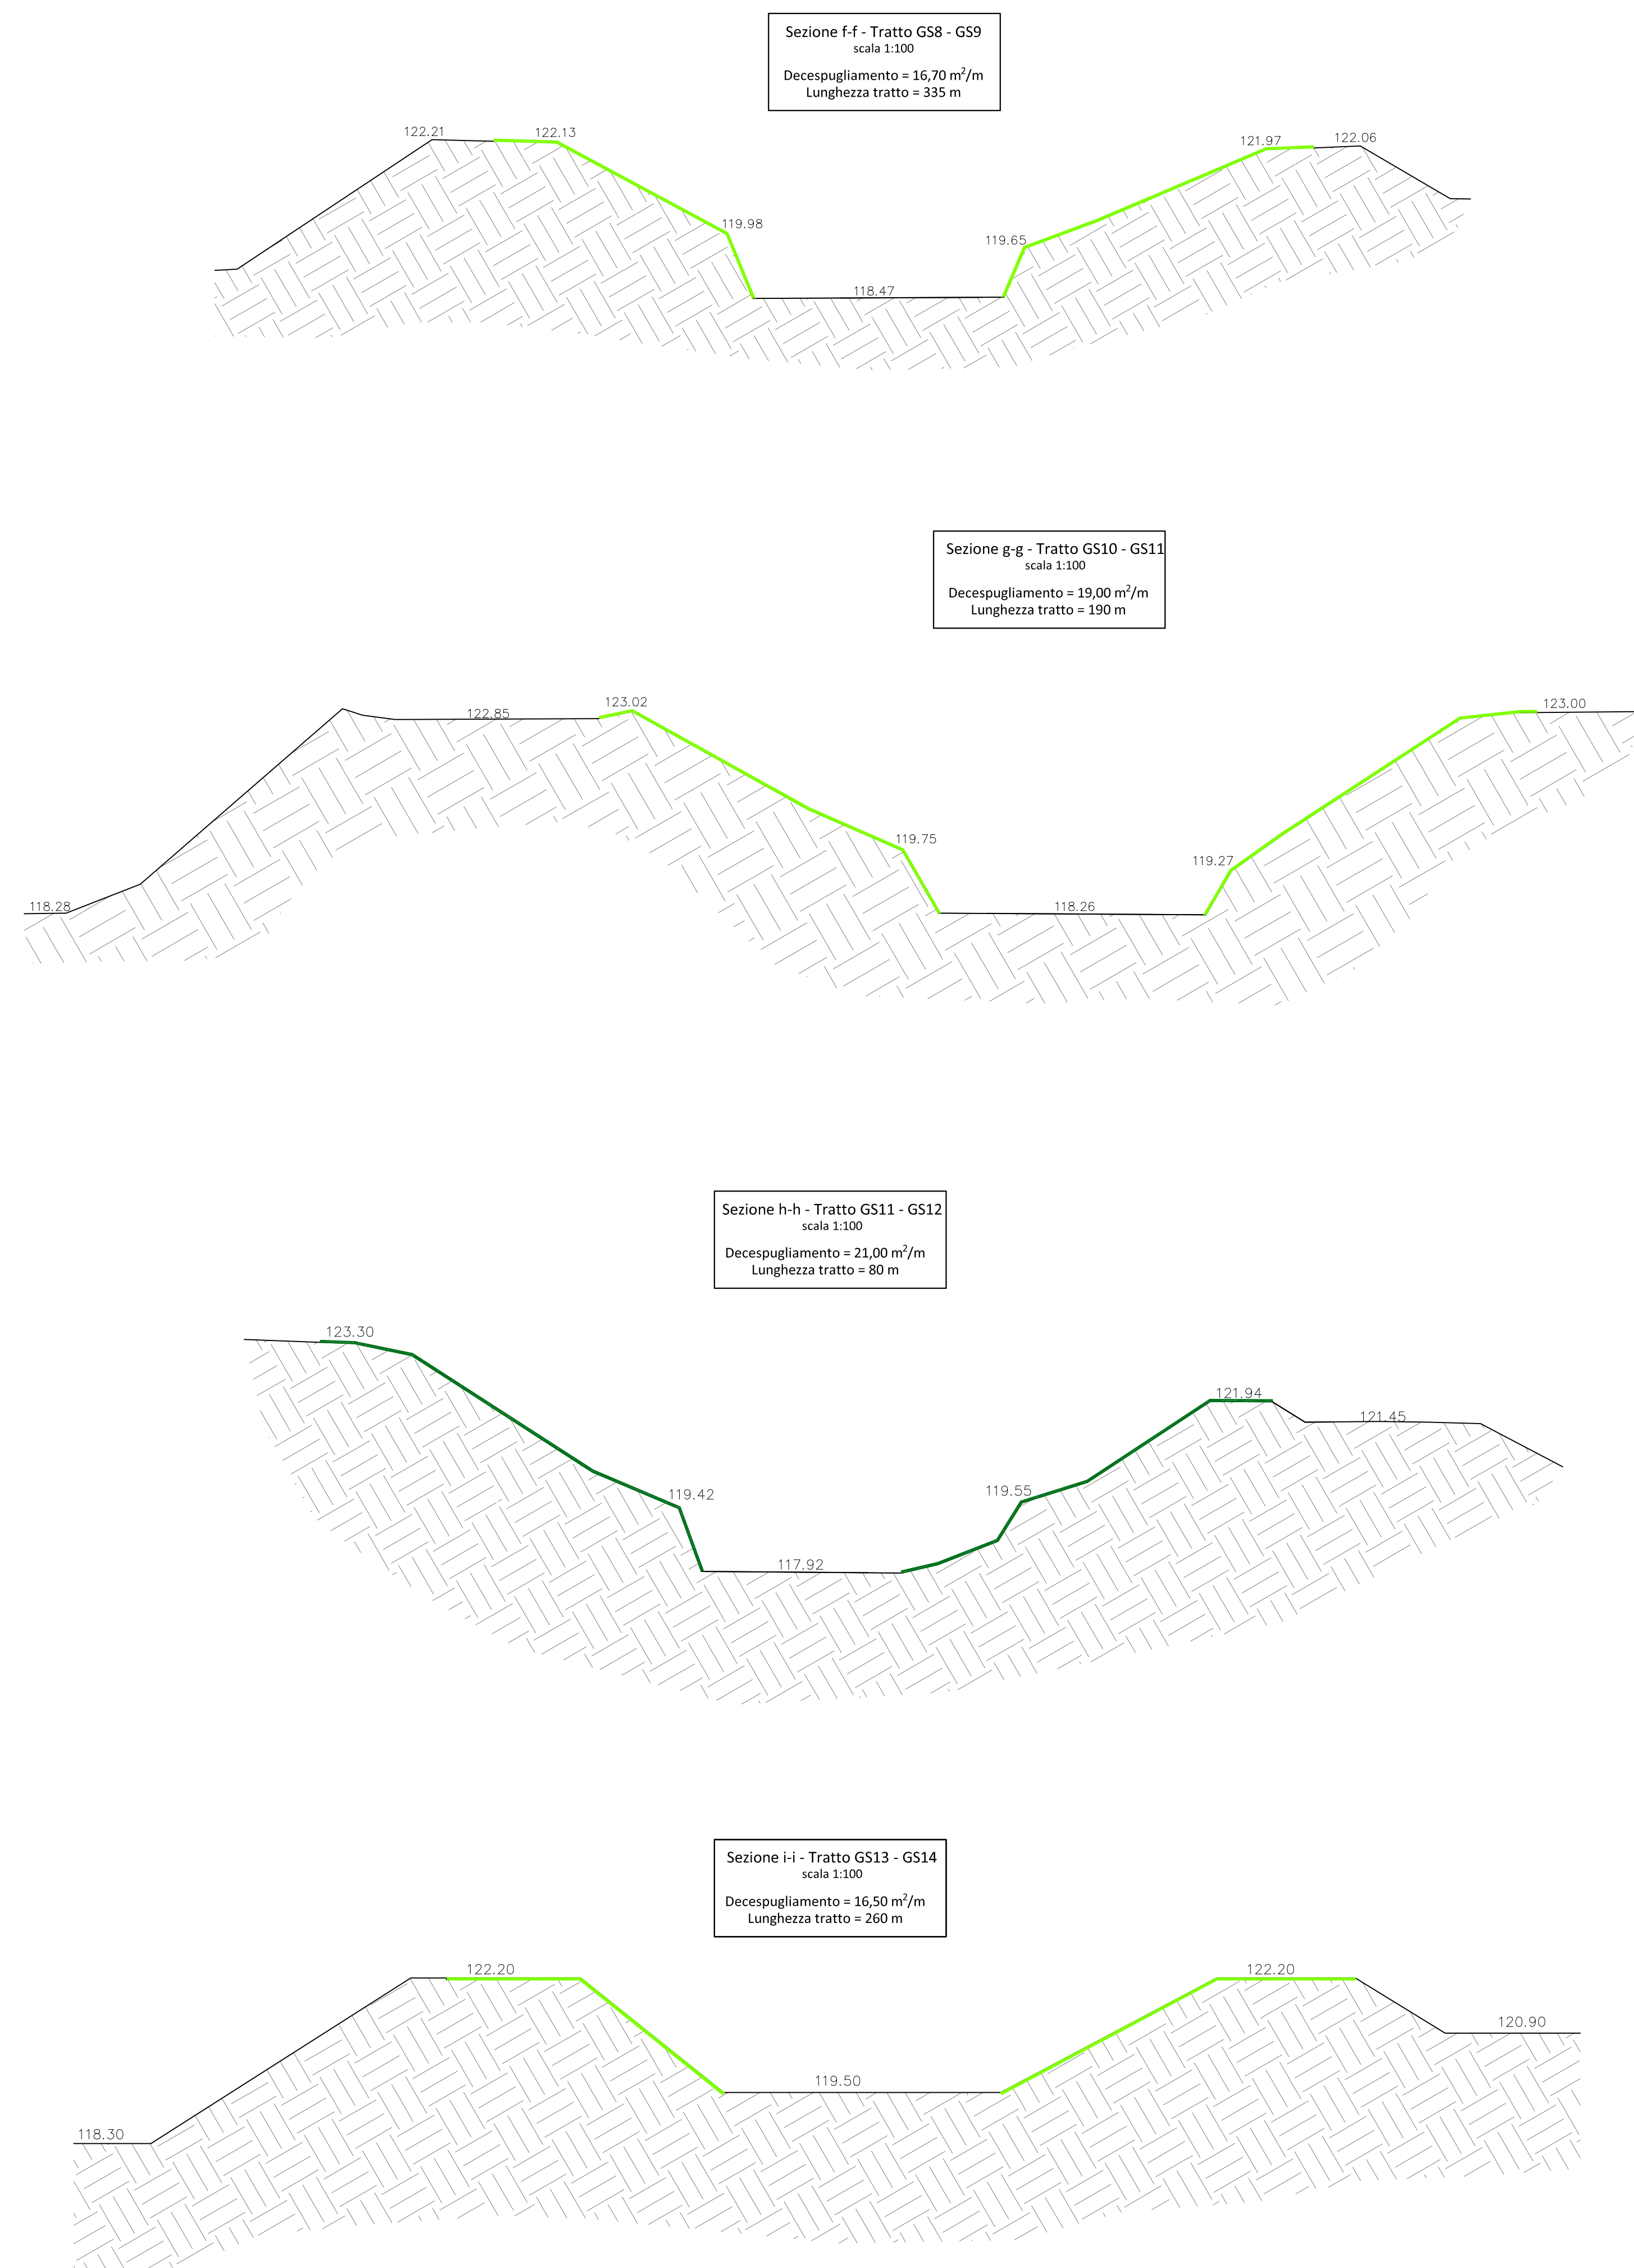 Sezione f-f - Tratto GS8 - GS9
scala 1:100
Decespugliamento = 16,70 m²/m
Lunghezza tratto = 335 m
122.21
122.13
121.97
122.06
119.98
119.65
118.47
Sezione g-g - Tratto GS10 - GS11
scala 1:100
Decespugliamento = 19,00 m²/m
Lunghezza tratto = 190 m
122.85
123.02
123.00
119.75
119.27
118.28
118.26
Sezione h-h - Tratto GS11 - GS12
scala 1:100
Decespugliamento = 21,00 m²/m
Lunghezza tratto = 80 m
123.30
121.94
121.45
119.42
119.55
117.92
Sezione i-i - Tratto GS13 - GS14
scala 1:100
Decespugliamento = 16,50 m²/m
Lunghezza tratto = 260 m
122.20
122.20
120.90
119.50
118.30